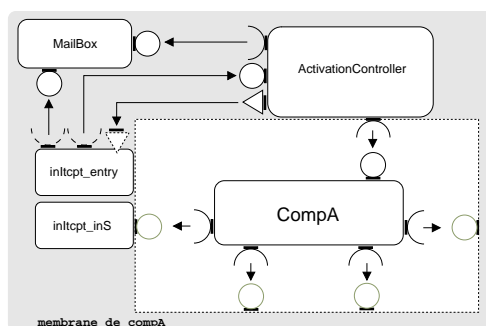 MailBox
ActivationController
inItcpt_entry
inItcpt_inS
CompA
membrane de compA